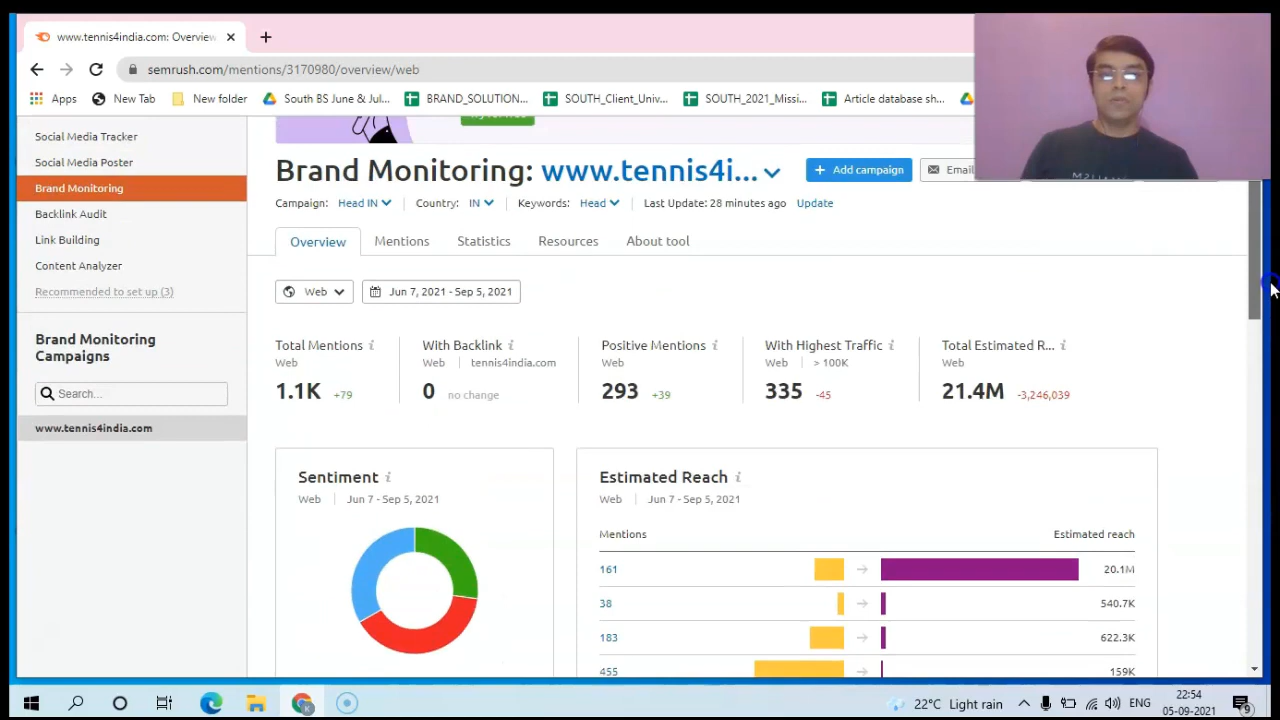 www.tennis4india.com: Overview
semrush.com/mentions/3170980/overview/web
Apps
New Tab
New folder
South BS June & Jul...
BRAND_SOLUTION...
SOUTH_Client_Univ...
SOUTH_2021_Missi...
Article database sh...
Social Media Tracker
Social Media Poster
Brand Monitoring
Backlink Audit
Link Building
Content Analyzer
Recommended to set up (3)
Brand Monitoring
Campaigns
Search...
www.tennis4india.com
Brand Monitoring: www.tennis4i...
+ Add campaign
Email
Campaign: Head IN
Country: IN
Keywords: Head
Last Update: 28 minutes ago
Update
Overview
Mentions
Statistics
Resources
About tool
Web
Jun 7, 2021 - Sep 5, 2021
Total Mentions
Web
1.1K +79
With Backlink
Web tennis4india.com
0 no change
Positive Mentions
Web
293 +39
With Highest Traffic
Web > 100K
335 -45
Total Estimated R...
Web
21.4M -3,246,039
Sentiment
Web Jun 7 - Sep 5, 2021
Estimated Reach
Web Jun 7 - Sep 5, 2021
Mentions Estimated reach
161 20.1M
38 540.7K
183 622.3K
455 159K
22°C Light rain
ENG
22:54
05-09-2021
9